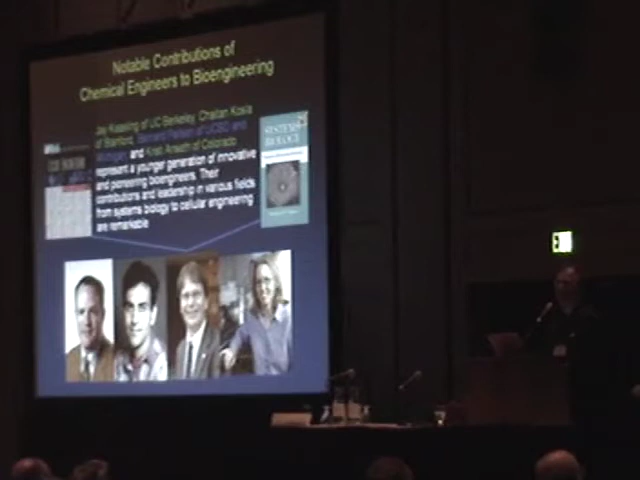 Notable Contributions of
Chemical Engineers to Bioengineering
Jay Keasling of UC Berkeley, Chaitan Kosla
of Stanford, Bernhard Palsson of UCSD and
and Kristi Anseth of Colorado
represent a younger generation of innovative
and pioneering bioengineers. Their
contributions and leadership in various fields
from systems biology to cellular engineering
are remarkable
SYSTEMS
BIOLOGY